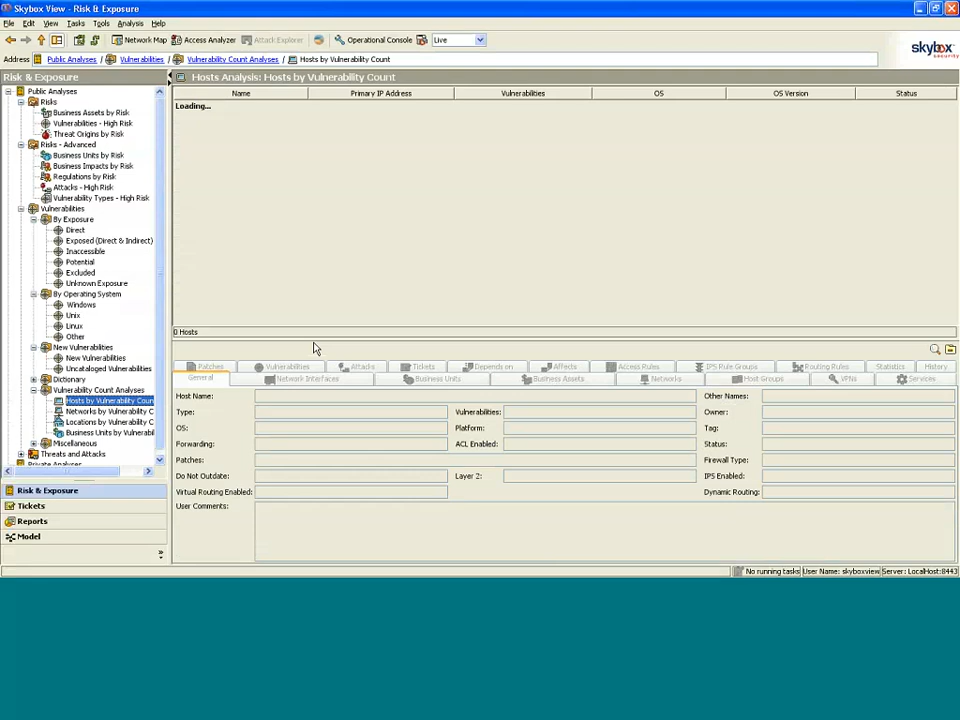 Skybox View - Risk & Exposure
File Edit View Tasks Tools Analysis Help
Network Map Access Analyzer Attack Explorer Operational Console Live
skybox security
Address Public Analyses / Vulnerabilities / Vulnerability Count Analyses / Hosts by Vulnerability Count
Risk & Exposure
Hosts Analysis: Hosts by Vulnerability Count
Name Primary IP Address Vulnerabilities OS OS Version Status
Loading...
Public Analyses
Risks
Business Assets by Risk
Vulnerabilities - High Risk
Threat Origins by Risk
Risks - Advanced
Business Units by Risk
Business Impacts by Risk
Regulations by Risk
Attacks - High Risk
Vulnerability Types - High Risk
Vulnerabilities
By Exposure
Direct
Exposed (Direct & Indirect)
Inaccessible
Potential
Excluded
Unknown Exposure
By Operating System
Windows
Unix
Linux
Other
New Vulnerabilities
New Vulnerabilities
Uncataloged Vulnerabilities
Dictionary
Vulnerability Count Analyses
Hosts by Vulnerability Coun
Networks by Vulnerability C
Locations by Vulnerability C
Business Units by Vulnerabil
Miscellaneous
Threats and Attacks
Private Analyses
0 Hosts
Patches Vulnerabilities Attacks Tickets Depends on Affects Access Rules IPS Rule Groups Routing Rules Statistics History
General Network Interfaces Business Units Business Assets Networks Host Groups VPNs Services
Host Name: Other Names:
Type: Vulnerabilities: Owner:
OS: Platform: Tag:
Forwarding: ACL Enabled: Status:
Patches: Firewall Type:
Do Not Outdate: Layer 2: IPS Enabled:
Virtual Routing Enabled: Dynamic Routing:
User Comments:
Risk & Exposure
Tickets
Reports
Model
No running tasks User Name: skyboxview Server: LocalHost:8443